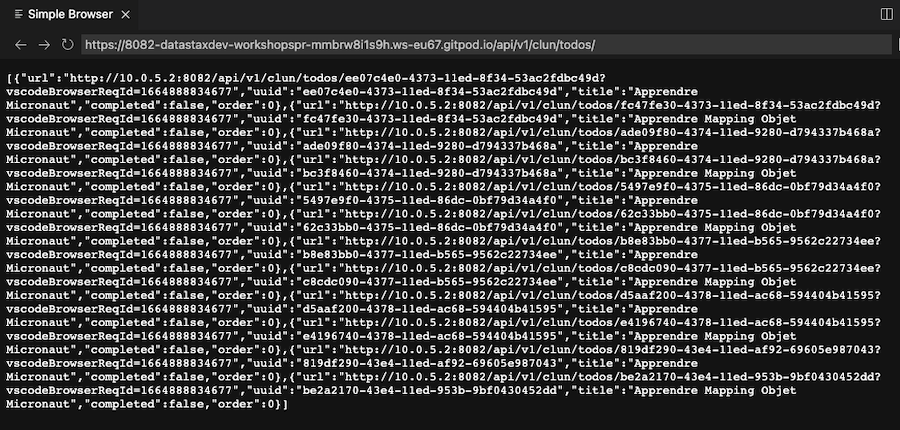 Simple Browser
https://8082-datastaxdev-workshopspr-mmbrw8i1s9h.ws-eu67.gitpod.io/api/v1/clun/todos/
[{"url":"http://10.0.5.2:8082/api/v1/clun/todos/ee07c4e0-4373-11ed-8f34-53ac2fdbc49d?
vscodeBrowserReqId=1664888834677","uuid":"ee07c4e0-4373-11ed-8f34-53ac2fdbc49d","title":"Apprendre
Micronaut","completed":false,"order":0},{"url":"http://10.0.5.2:8082/api/v1/clun/todos/fc47fe30-4373-11ed-8f34-53ac2fdbc49d?
vscodeBrowserReqId=1664888834677","uuid":"fc47fe30-4373-11ed-8f34-53ac2fdbc49d","title":"Apprendre Mapping Objet
Micronaut","completed":false,"order":0},{"url":"http://10.0.5.2:8082/api/v1/clun/todos/ade09f80-4374-11ed-9280-d794337b468a?
vscodeBrowserReqId=1664888834677","uuid":"ade09f80-4374-11ed-9280-d794337b468a","title":"Apprendre
Micronaut","completed":false,"order":0},{"url":"http://10.0.5.2:8082/api/v1/clun/todos/bc3f8460-4374-11ed-9280-d794337b468a?
vscodeBrowserReqId=1664888834677","uuid":"bc3f8460-4374-11ed-9280-d794337b468a","title":"Apprendre Mapping Objet
Micronaut","completed":false,"order":0},{"url":"http://10.0.5.2:8082/api/v1/clun/todos/5497e9f0-4375-11ed-86dc-0bf79d34a4f0?
vscodeBrowserReqId=1664888834677","uuid":"5497e9f0-4375-11ed-86dc-0bf79d34a4f0","title":"Apprendre
Micronaut","completed":false,"order":0},{"url":"http://10.0.5.2:8082/api/v1/clun/todos/62c33bb0-4375-11ed-86dc-0bf79d34a4f0?
vscodeBrowserReqId=1664888834677","uuid":"62c33bb0-4375-11ed-86dc-0bf79d34a4f0","title":"Apprendre Mapping Objet
Micronaut","completed":false,"order":0},{"url":"http://10.0.5.2:8082/api/v1/clun/todos/b8e83bb0-4377-11ed-b565-9562c22734ee?
vscodeBrowserReqId=1664888834677","uuid":"b8e83bb0-4377-11ed-b565-9562c22734ee","title":"Apprendre
Micronaut","completed":false,"order":0},{"url":"http://10.0.5.2:8082/api/v1/clun/todos/c8cdc090-4377-11ed-b565-9562c22734ee?
vscodeBrowserReqId=1664888834677","uuid":"c8cdc090-4377-11ed-b565-9562c22734ee","title":"Apprendre Mapping Objet
Micronaut","completed":false,"order":0},{"url":"http://10.0.5.2:8082/api/v1/clun/todos/d5aaf200-4378-11ed-ac68-594404b41595?
vscodeBrowserReqId=1664888834677","uuid":"d5aaf200-4378-11ed-ac68-594404b41595","title":"Apprendre
Micronaut","completed":false,"order":0},{"url":"http://10.0.5.2:8082/api/v1/clun/todos/e4196740-4378-11ed-ac68-594404b41595?
vscodeBrowserReqId=1664888834677","uuid":"e4196740-4378-11ed-ac68-594404b41595","title":"Apprendre Mapping Objet
Micronaut","completed":false,"order":0},{"url":"http://10.0.5.2:8082/api/v1/clun/todos/819df290-43e4-11ed-af92-69605e987043?
vscodeBrowserReqId=1664888834677","uuid":"819df290-43e4-11ed-af92-69605e987043","title":"Apprendre
Micronaut","completed":false,"order":0},{"url":"http://10.0.5.2:8082/api/v1/clun/todos/be2a2170-43e4-11ed-953b-9bf0430452dd?
vscodeBrowserReqId=1664888834677","uuid":"be2a2170-43e4-11ed-953b-9bf0430452dd","title":"Apprendre Mapping Objet
Micronaut","completed":false,"order":0}]